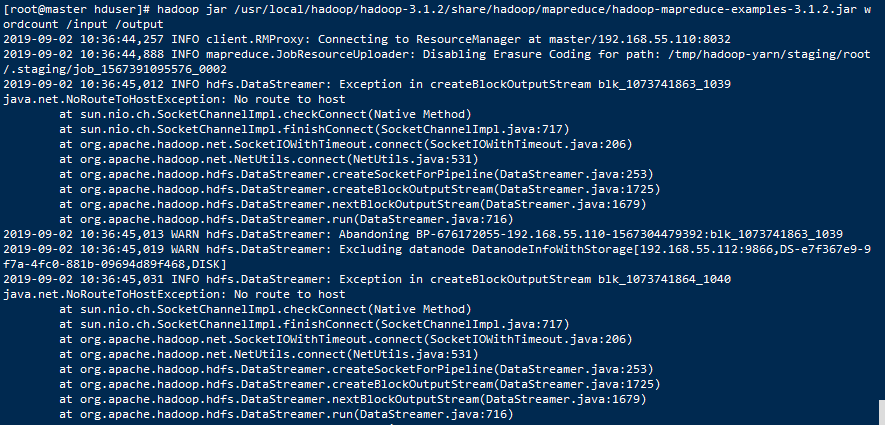 [root@master hduser]# hadoop jar /usr/local/hadoop/hadoop-3.1.2/share/hadoop/mapreduce/hadoop-mapreduce-examples-3.1.2.jar w
ordcount /input /output
2019-09-02 10:36:44,257 INFO client.RMProxy: Connecting to ResourceManager at master/192.168.55.110:8032
2019-09-02 10:36:44,888 INFO mapreduce.JobResourceUploader: Disabling Erasure Coding for path: /tmp/hadoop-yarn/staging/root
/.staging/job_1567391095576_0002
2019-09-02 10:36:45,012 INFO hdfs.DataStreamer: Exception in createBlockOutputStream blk_1073741863_1039
java.net.NoRouteToHostException: No route to host
        at sun.nio.ch.SocketChannelImpl.checkConnect(Native Method)
        at sun.nio.ch.SocketChannelImpl.finishConnect(SocketChannelImpl.java:717)
        at org.apache.hadoop.net.SocketIOWithTimeout.connect(SocketIOWithTimeout.java:206)
        at org.apache.hadoop.net.NetUtils.connect(NetUtils.java:531)
        at org.apache.hadoop.hdfs.DataStreamer.createSocketForPipeline(DataStreamer.java:253)
        at org.apache.hadoop.hdfs.DataStreamer.createBlockOutputStream(DataStreamer.java:1725)
        at org.apache.hadoop.hdfs.DataStreamer.nextBlockOutputStream(DataStreamer.java:1679)
        at org.apache.hadoop.hdfs.DataStreamer.run(DataStreamer.java:716)
2019-09-02 10:36:45,013 WARN hdfs.DataStreamer: Abandoning BP-676172055-192.168.55.110-1567304479392:blk_1073741863_1039
2019-09-02 10:36:45,019 WARN hdfs.DataStreamer: Excluding datanode DatanodeInfoWithStorage[192.168.55.112:9866,DS-e7f367e9-9
f7a-4fc0-881b-09694d89f468,DISK]
2019-09-02 10:36:45,031 INFO hdfs.DataStreamer: Exception in createBlockOutputStream blk_1073741864_1040
java.net.NoRouteToHostException: No route to host
        at sun.nio.ch.SocketChannelImpl.checkConnect(Native Method)
        at sun.nio.ch.SocketChannelImpl.finishConnect(SocketChannelImpl.java:717)
        at org.apache.hadoop.net.SocketIOWithTimeout.connect(SocketIOWithTimeout.java:206)
        at org.apache.hadoop.net.NetUtils.connect(NetUtils.java:531)
        at org.apache.hadoop.hdfs.DataStreamer.createSocketForPipeline(DataStreamer.java:253)
        at org.apache.hadoop.hdfs.DataStreamer.createBlockOutputStream(DataStreamer.java:1725)
        at org.apache.hadoop.hdfs.DataStreamer.nextBlockOutputStream(DataStreamer.java:1679)
        at org.apache.hadoop.hdfs.DataStreamer.run(DataStreamer.java:716)